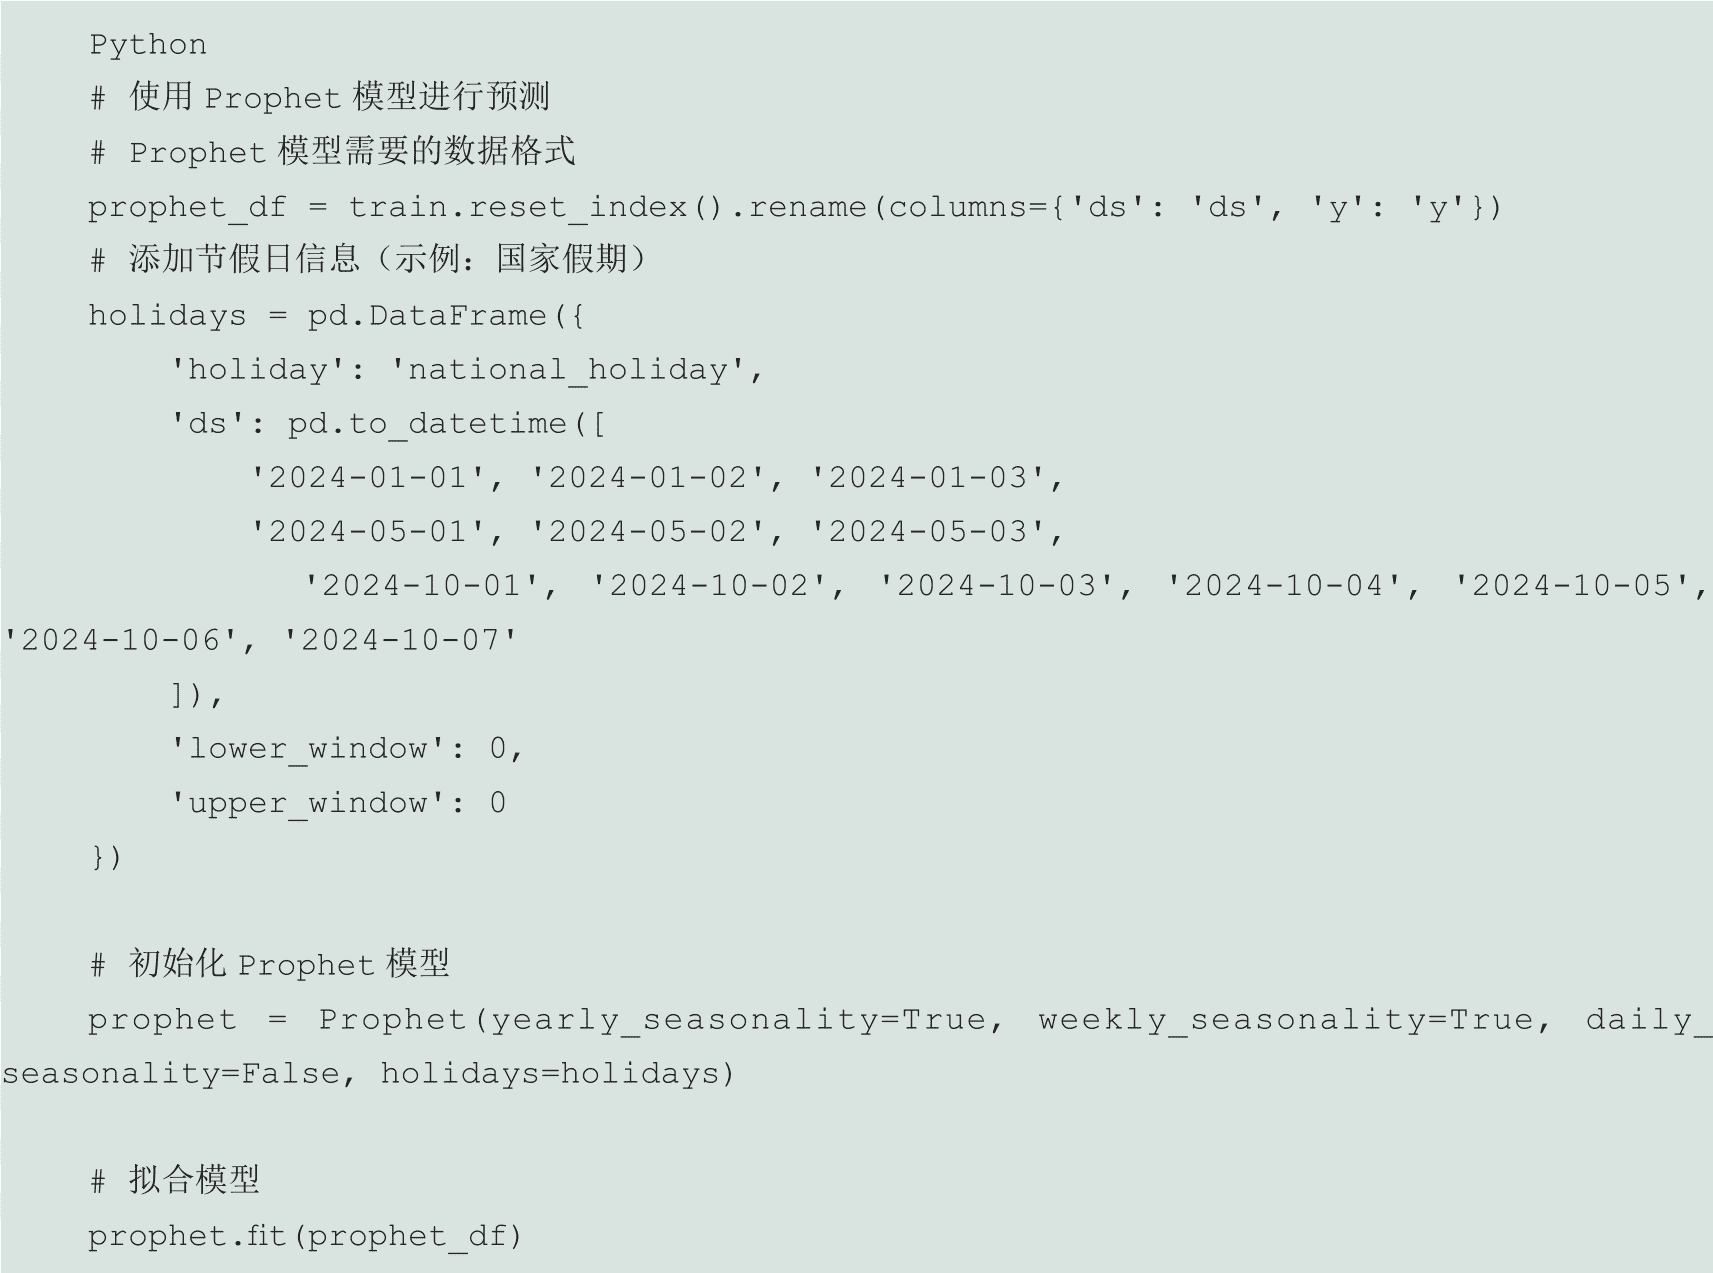 Python
# 使用 Prophet 模型进行预测
# Prophet 模型需要的数据格式
prophet_df = train.reset_index().rename(columns={'ds': 'ds', 'y': 'y'})
# 添加节假日信息（示例：国家假期）
holidays = pd.DataFrame({
    'holiday': 'national_holiday',
    'ds': pd.to_datetime([
        '2024-01-01', '2024-01-02', '2024-01-03',
        '2024-05-01', '2024-05-02', '2024-05-03',
          '2024-10-01', '2024-10-02', '2024-10-03', '2024-10-04', '2024-10-05',
'2024-10-06', '2024-10-07'
    ]),
    'lower_window': 0,
    'upper_window': 0
})
# 初始化 Prophet 模型
prophet = Prophet(yearly_seasonality=True, weekly_seasonality=True, daily_
seasonality=False, holidays=holidays)
# 拟合模型
prophet.fit(prophet_df)